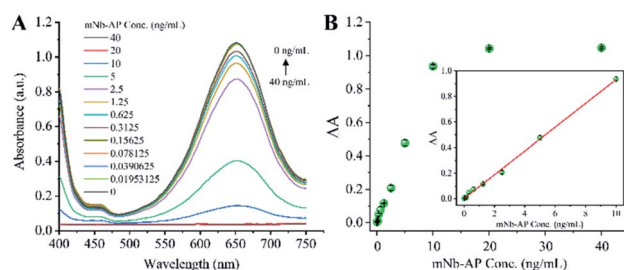 A
mNb-AP Conc. (ng/mL)
40
20
10
5
2.5
1.25
0.625
0.3125
0.15625
0.078125
0.0390625
0.01953125
0
0 ng/mL
40 ng/mL
1.2
1.0
0.8
0.6
0.4
0.2
0.0
Absorbance (a.u.)
400 450 500 550 600 650 700 750
Wavelength (nm)
B
1.2
1.0
0.8
0.6
0.4
0.2
0.0
ΔA
0 10 20 30 40
mNb-AP Conc. (ng/mL)
1.0
0.8
0.6
0.4
0.2
0.0
ΔA
0 2 4 6 8 10
mNb-AP Conc. (ng/mL)